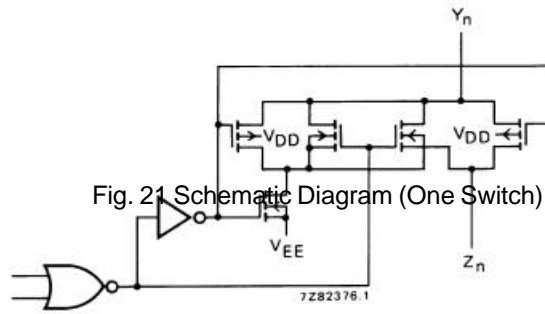 Yn
VDD
VDD
Fig. 21 Schematic Diagram (One Switch)
VEE
Zn
7Z82376.1